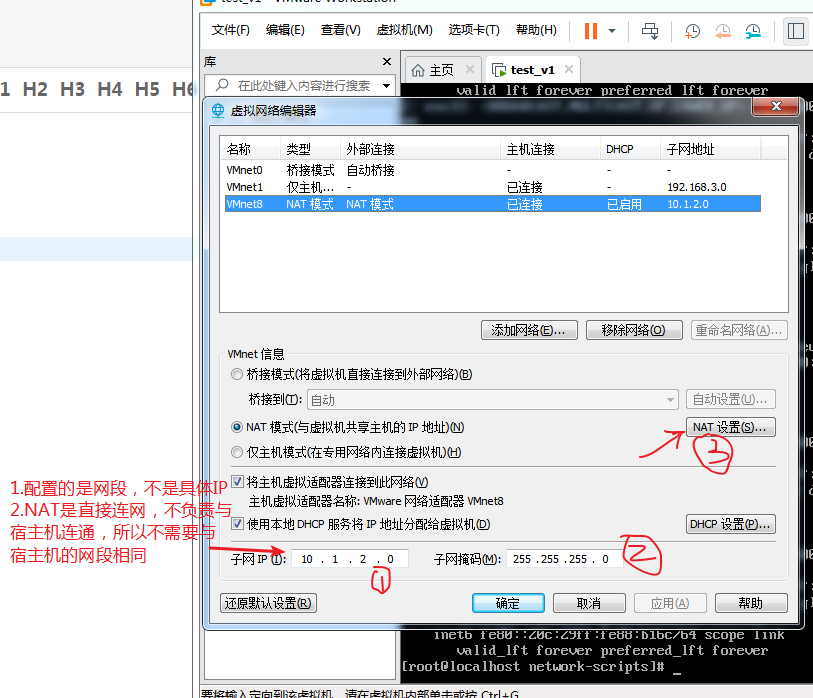 test_v1 - VMware Workstation
文件(F) 编辑(E) 查看(V) 虚拟机(M) 选项卡(T) 帮助(H)
库
在此处键入内容进行搜索
主页
test_v1
1 H2 H3 H4 H5 H6
valid lft forever preferred lft forever
虚拟网络编辑器
名称 类型 外部连接 主机连接 DHCP 子网地址
VMnet0 桥接模式 自动桥接 - - -
VMnet1 仅主机... - 已连接 - 192.168.3.0
VMnet8 NAT 模式 NAT 模式 已连接 已启用 10.1.2.0
添加网络(E)... 移除网络(O) 重命名网络(A)...
VMnet 信息
桥接模式(将虚拟机直接连接到外部网络)(B)
桥接到(T): 自动 自动设置(U)...
NAT 模式(与虚拟机共享主机的 IP 地址)(N) NAT 设置(S)...
3
仅主机模式(在专用网络内连接虚拟机)(H)
将主机虚拟适配器连接到此网络(V)
主机虚拟适配器名称: VMware 网络适配器 VMnet8
使用本地 DHCP 服务将 IP 地址分配给虚拟机(D) DHCP 设置(P)...
1.配置的是网段，不是具体IP
2.NAT是直接连网，不负责与
宿主机连通，所以不需要与
宿主机的网段相同
子网 IP (I): 10 . 1 . 2 . 0 子网掩码(M): 255 .255 .255 . 0
2
1
还原默认设置(R) 确定 取消 应用(A) 帮助
inet6 fe80::20c:29ff:fe88:616c/64 scope link
valid_lft forever preferred_lft forever
[root@localhost network-scripts]# _
要将输入定向到该虚拟机，请在虚拟机内部单击或按 Ctrl+G